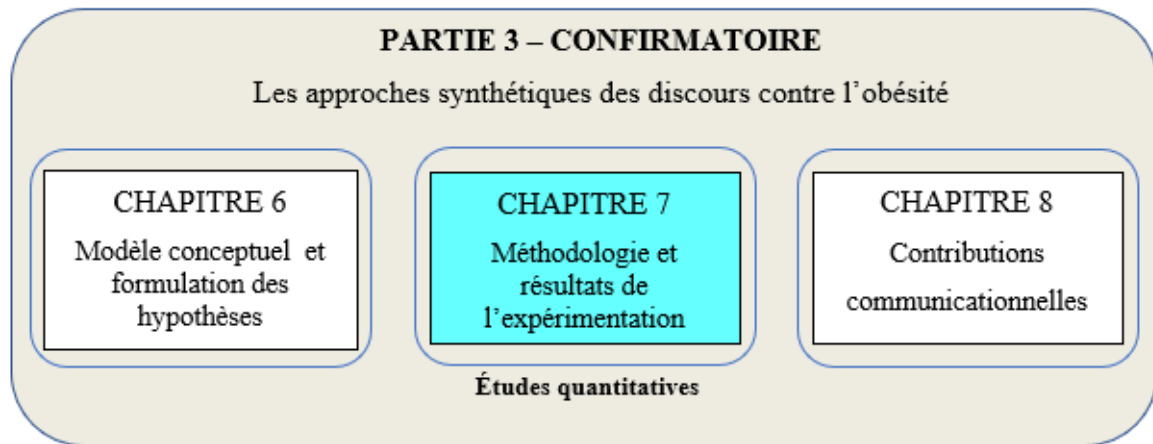 PARTIE 3 – CONFIRMATOIRE
Les approches synthétiques des discours contre l’obésité
CHAPITRE 6
Modèle conceptuel et
formulation des
hypothèses
CHAPITRE 7
Méthodologie et
résultats de
l’expérimentation
CHAPITRE 8
Contributions
communicationnelles
Études quantitatives